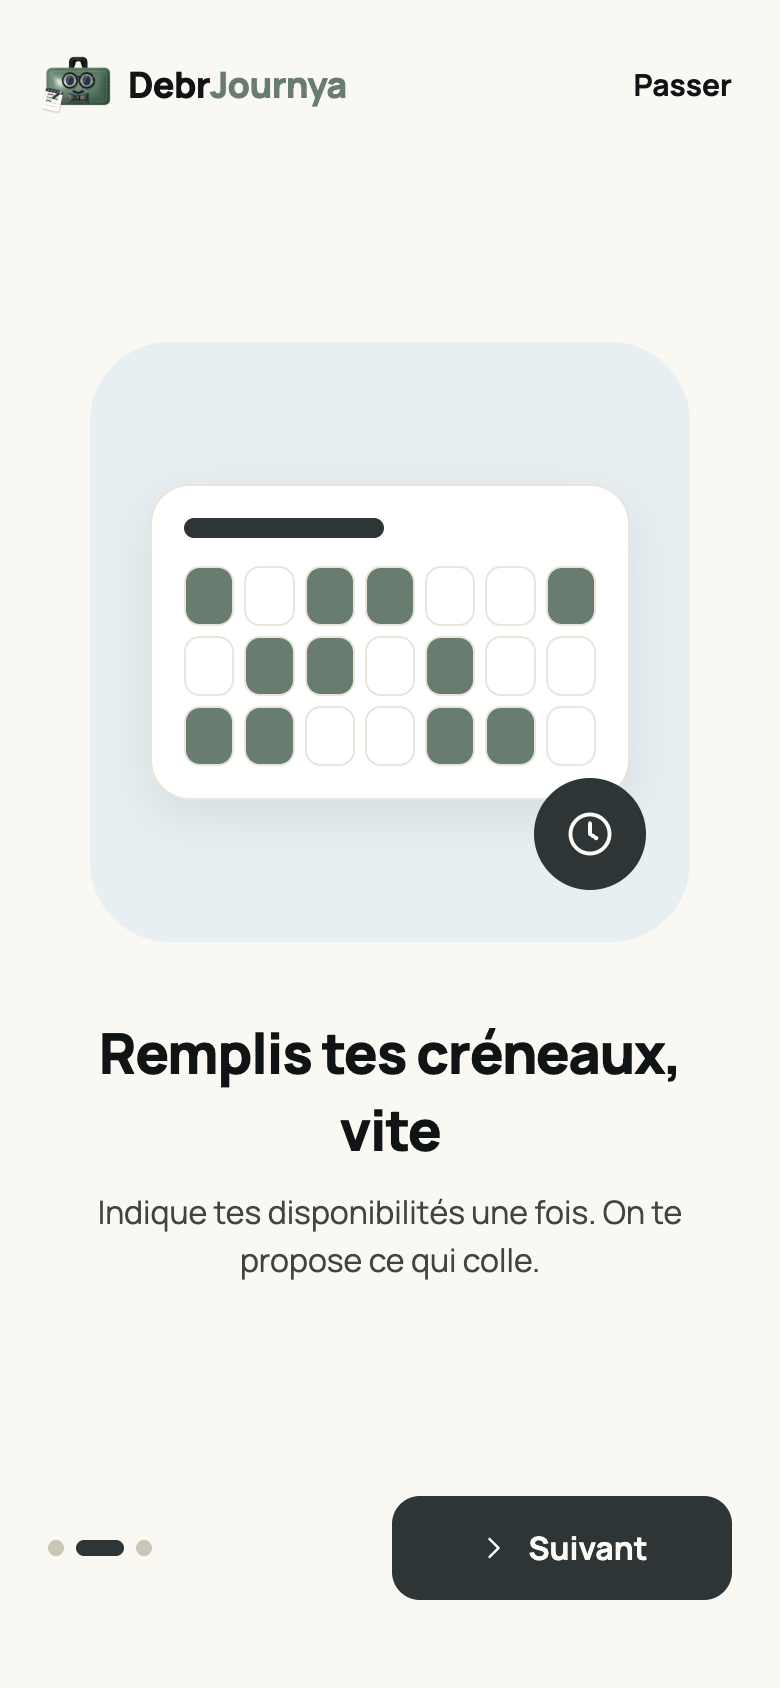 DebrJournya
Passer
Remplis tes créneaux,
vite
Indique tes disponibilités une fois. On te
propose ce qui colle.
Suivant